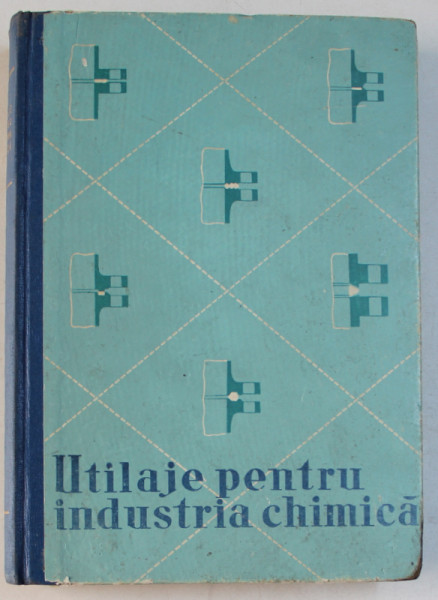 Utilaje pentru
industria chimică